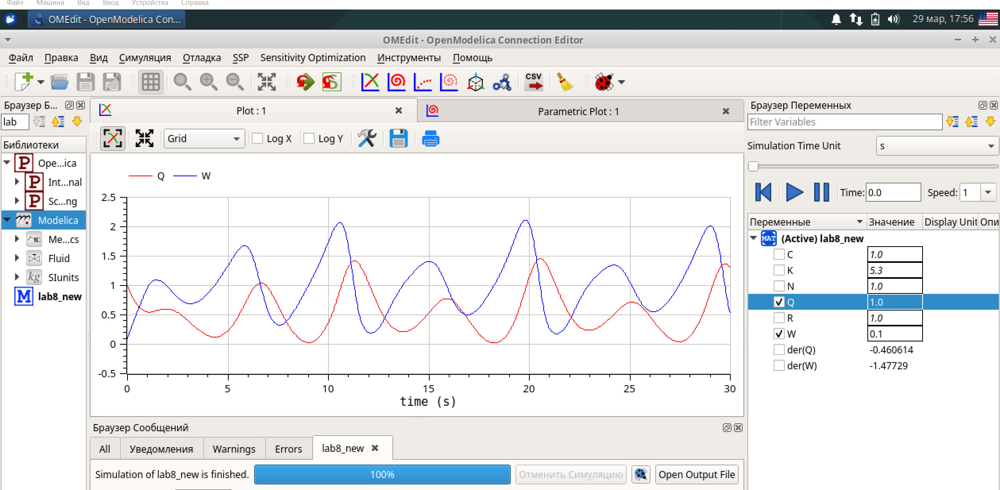 Файл Машина Вид Ввод Устройства Справка
OMEdit - OpenModelica Con... 29 мар, 17:56
OMEdit - OpenModelica Connection Editor
Файл Правка Вид Симуляция Отладка SSP Sensitivity Optimization Инструменты Помощь
CSV
Браузер Б...
lab
Библиотеки
P Ope...ica
P Int...nal
P Sc...ng
Modelica
Me...cs
Fluid
kg SIunits
M lab8_new
Plot : 1 Parametric Plot : 1
Grid Log X Log Y
Q W
2.5
2
1.5
1
0.5
0
-0.5
0 5 10 15 20 25 30
time (s)
Браузер Сообщений
All Уведомления Warnings Errors lab8_new
Simulation of lab8_new is finished. 100% Отменить Симуляцию Open Output File
Браузер Переменных
Filter Variables
Simulation Time Unit s
Time: 0.0 Speed: 1
Переменные Значение Display Unit Опи
MAT (Active) lab8_new
C 1.0
K 5.3
N 1.0
Q 1.0
R 1.0
W 0.1
der(Q) -0.460614
der(W) -1.47729